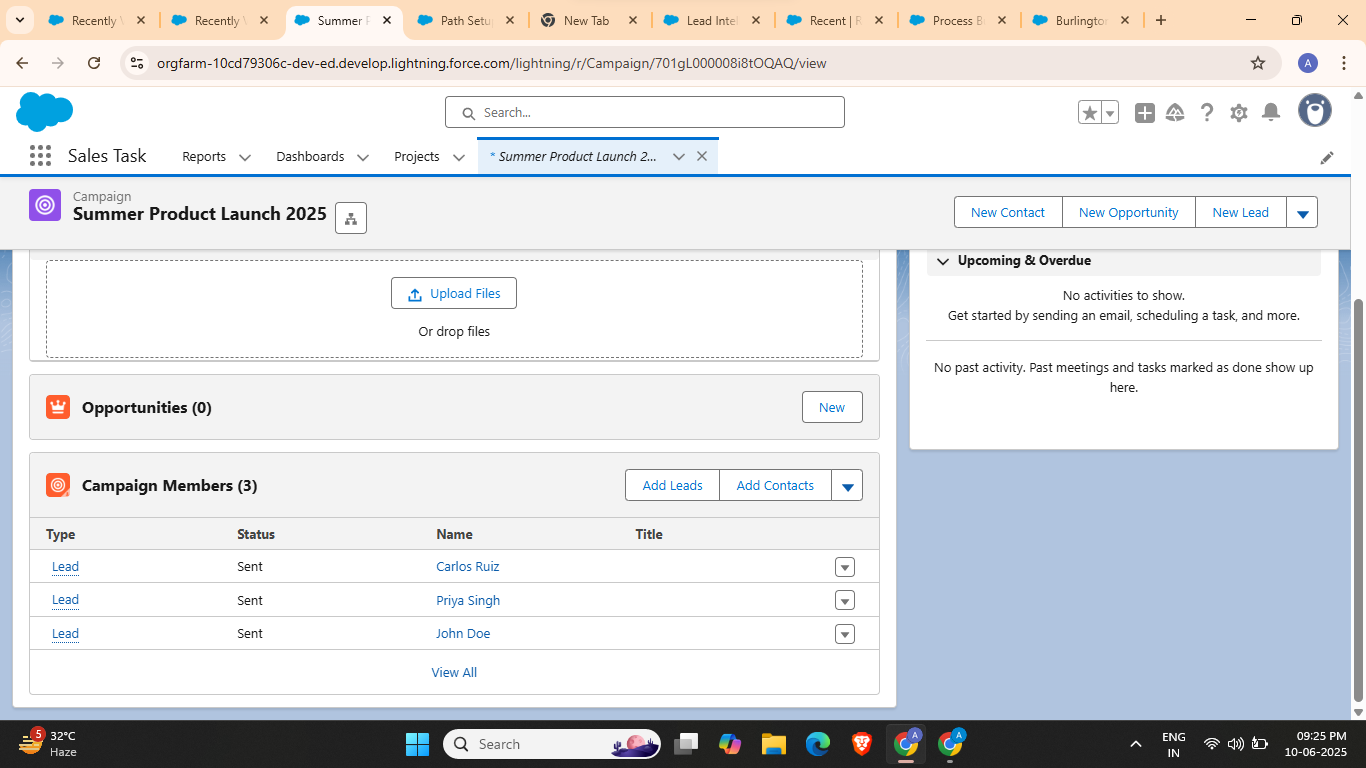 Recently V
Recently V
Summer P
Path Setu
New Tab
Lead Intel
Recent | R
Process B
Burlington
orgfarm-10cd79306c-dev-ed.develop.lightning.force.com/lightning/r/Campaign/701gL000008i8tOQAQ/view
A
Search...
Sales Task
Reports
Dashboards
Projects
* Summer Product Launch 2...
Campaign
Summer Product Launch 2025
New Contact
New Opportunity
New Lead
Upload Files
Or drop files
Upcoming & Overdue
No activities to show.
Get started by sending an email, scheduling a task, and more.
No past activity. Past meetings and tasks marked as done show up
here.
Opportunities (0)
New
Campaign Members (3)
Add Leads
Add Contacts
Type Status Name Title
Lead Sent Carlos Ruiz
Lead Sent Priya Singh
Lead Sent John Doe
View All
5
32°C
Haze
Search
A
A
ENG
IN
09:25 PM
10-06-2025